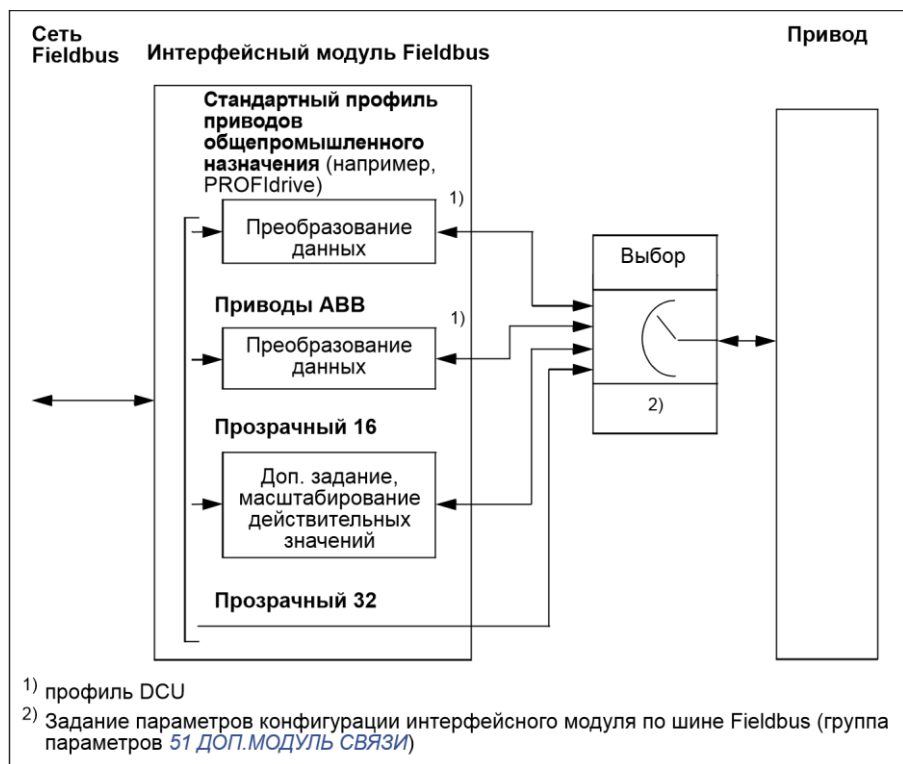 Сеть
Fieldbus
Интерфейсный модуль Fieldbus
Привод
Стандартный профиль
приводов
общепромышленного
назначения (например,
PROFIdrive)
1)
Преобразование
данных
Выбор
Приводы ABB
1)
Преобразование
данных
2)
Прозрачный 16
Доп. задание,
масштабирование
действительных
значений
Прозрачный 32
1) профиль DCU
2) Задание параметров конфигурации интерфейсного модуля по шине Fieldbus (группа
параметров 51 ДОП.МОДУЛЬ СВЯЗИ)